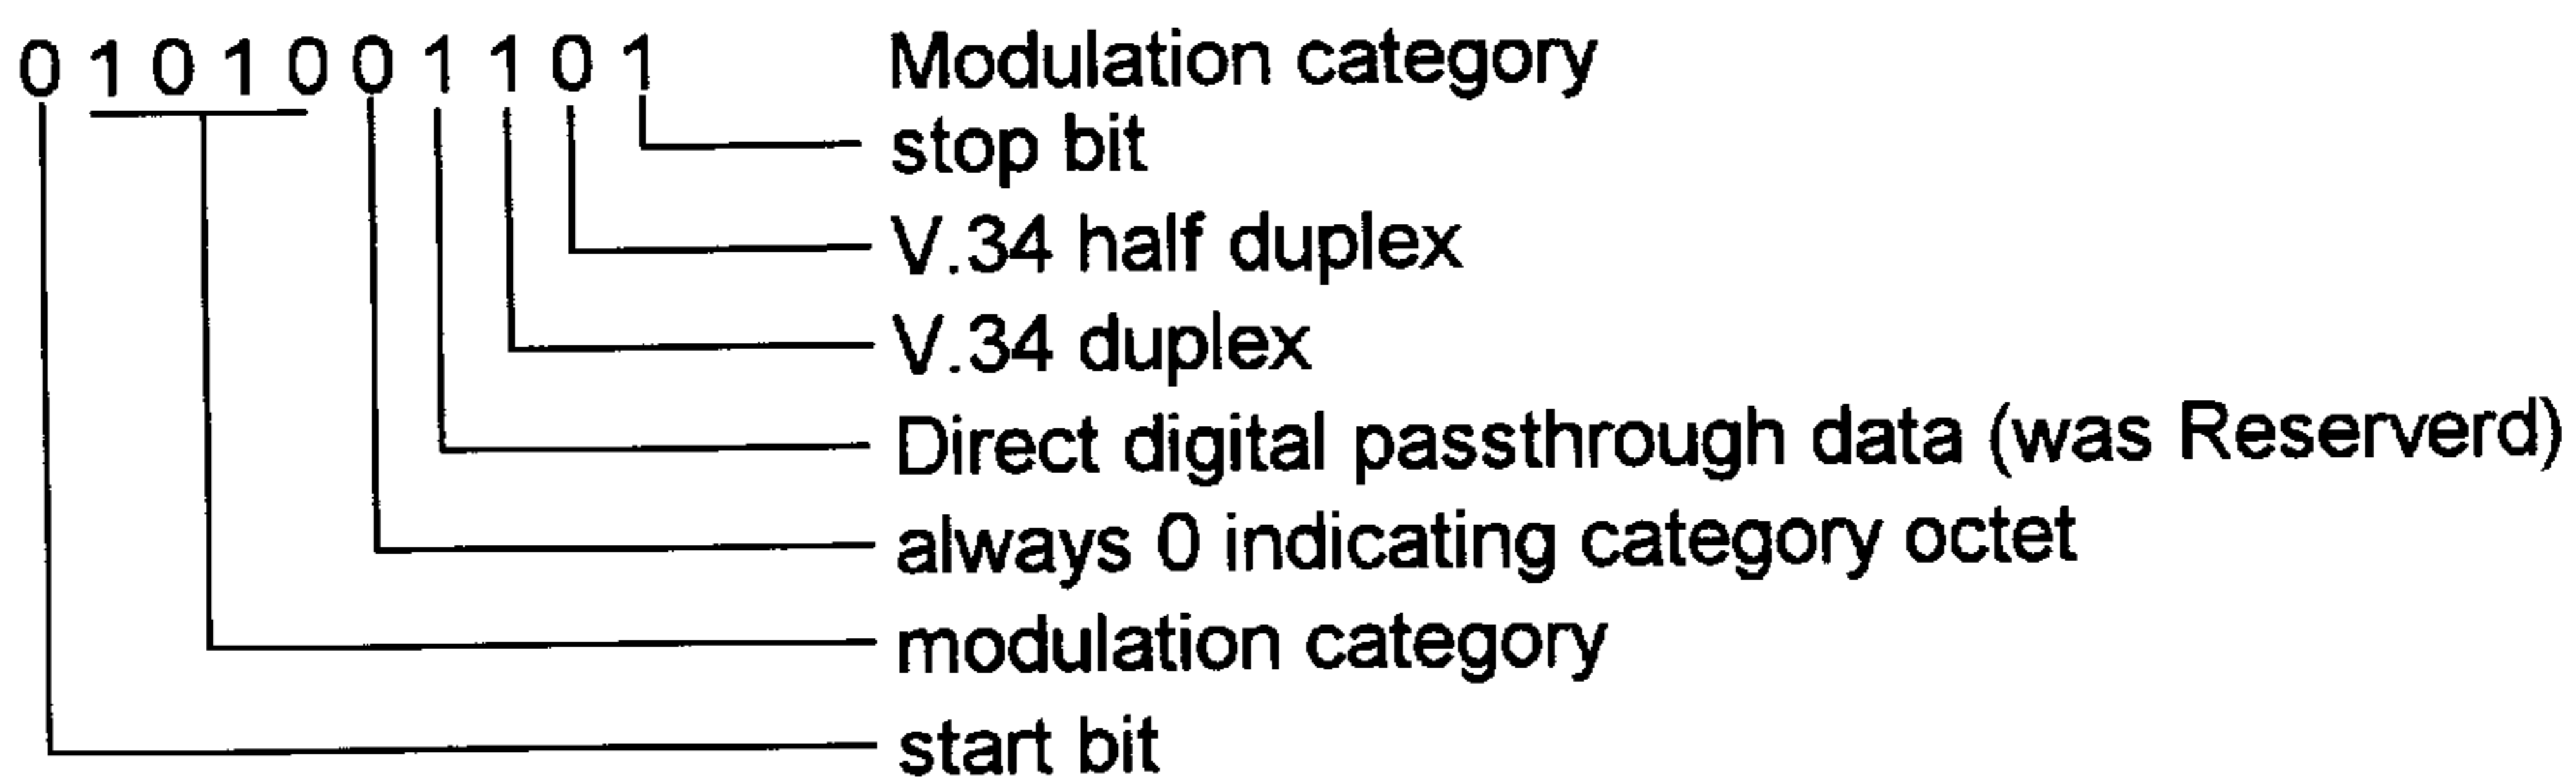 0 1 0 1 0 0 1 1 0 1 Modulation category
stop bit
V.34 half duplex
V.34 duplex
Direct digital passthrough data (was Reserverd)
always 0 indicating category octet
modulation category
start bit